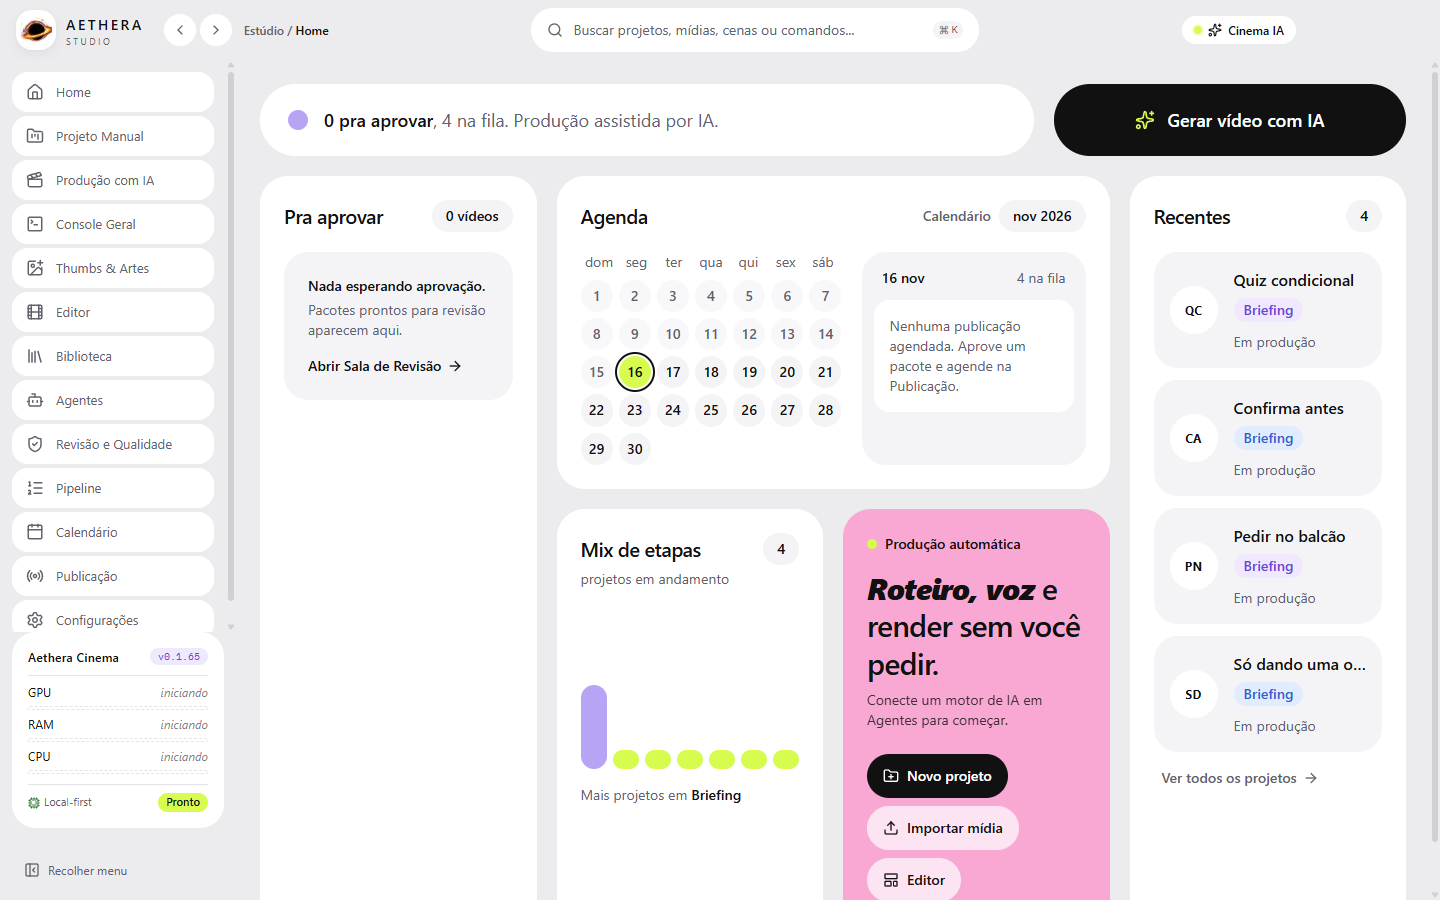 AETHERA
STUDIO
Estúdio / Home
Buscar projetos, mídias, cenas ou comandos...
⌘ K
Cinema IA
Home
Projeto Manual
Produção com IA
Console Geral
Thumbs & Artes
Editor
Biblioteca
Agentes
Revisão e Qualidade
Pipeline
Calendário
Publicação
Configurações
Aethera Cinema
v0.1.65
GPU
iniciando
RAM
iniciando
CPU
iniciando
Local-first
Pronto
Recolher menu
0 pra aprovar, 4 na fila. Produção assistida por IA.
Gerar vídeo com IA
Pra aprovar
0 vídeos
Nada esperando aprovação.
Pacotes prontos para revisão
aparecem aqui.
Abrir Sala de Revisão
Agenda
Calendário
nov 2026
dom seg ter qua qui sex sáb
1 2 3 4 5 6 7
8 9 10 11 12 13 14
15 16 17 18 19 20 21
22 23 24 25 26 27 28
29 30
16 nov
4 na fila
Nenhuma publicação
agendada. Aprove um
pacote e agende na
Publicação.
Mix de etapas
4
projetos em andamento
Mais projetos em Briefing
Produção automática
Roteiro, voz e
render sem você
pedir.
Conecte um motor de IA em
Agentes para começar.
Novo projeto
Importar mídia
Editor
Recentes
4
QC
Quiz condicional
Briefing
Em produção
CA
Confirma antes
Briefing
Em produção
PN
Pedir no balcão
Briefing
Em produção
SD
Só dando uma o...
Briefing
Em produção
Ver todos os projetos